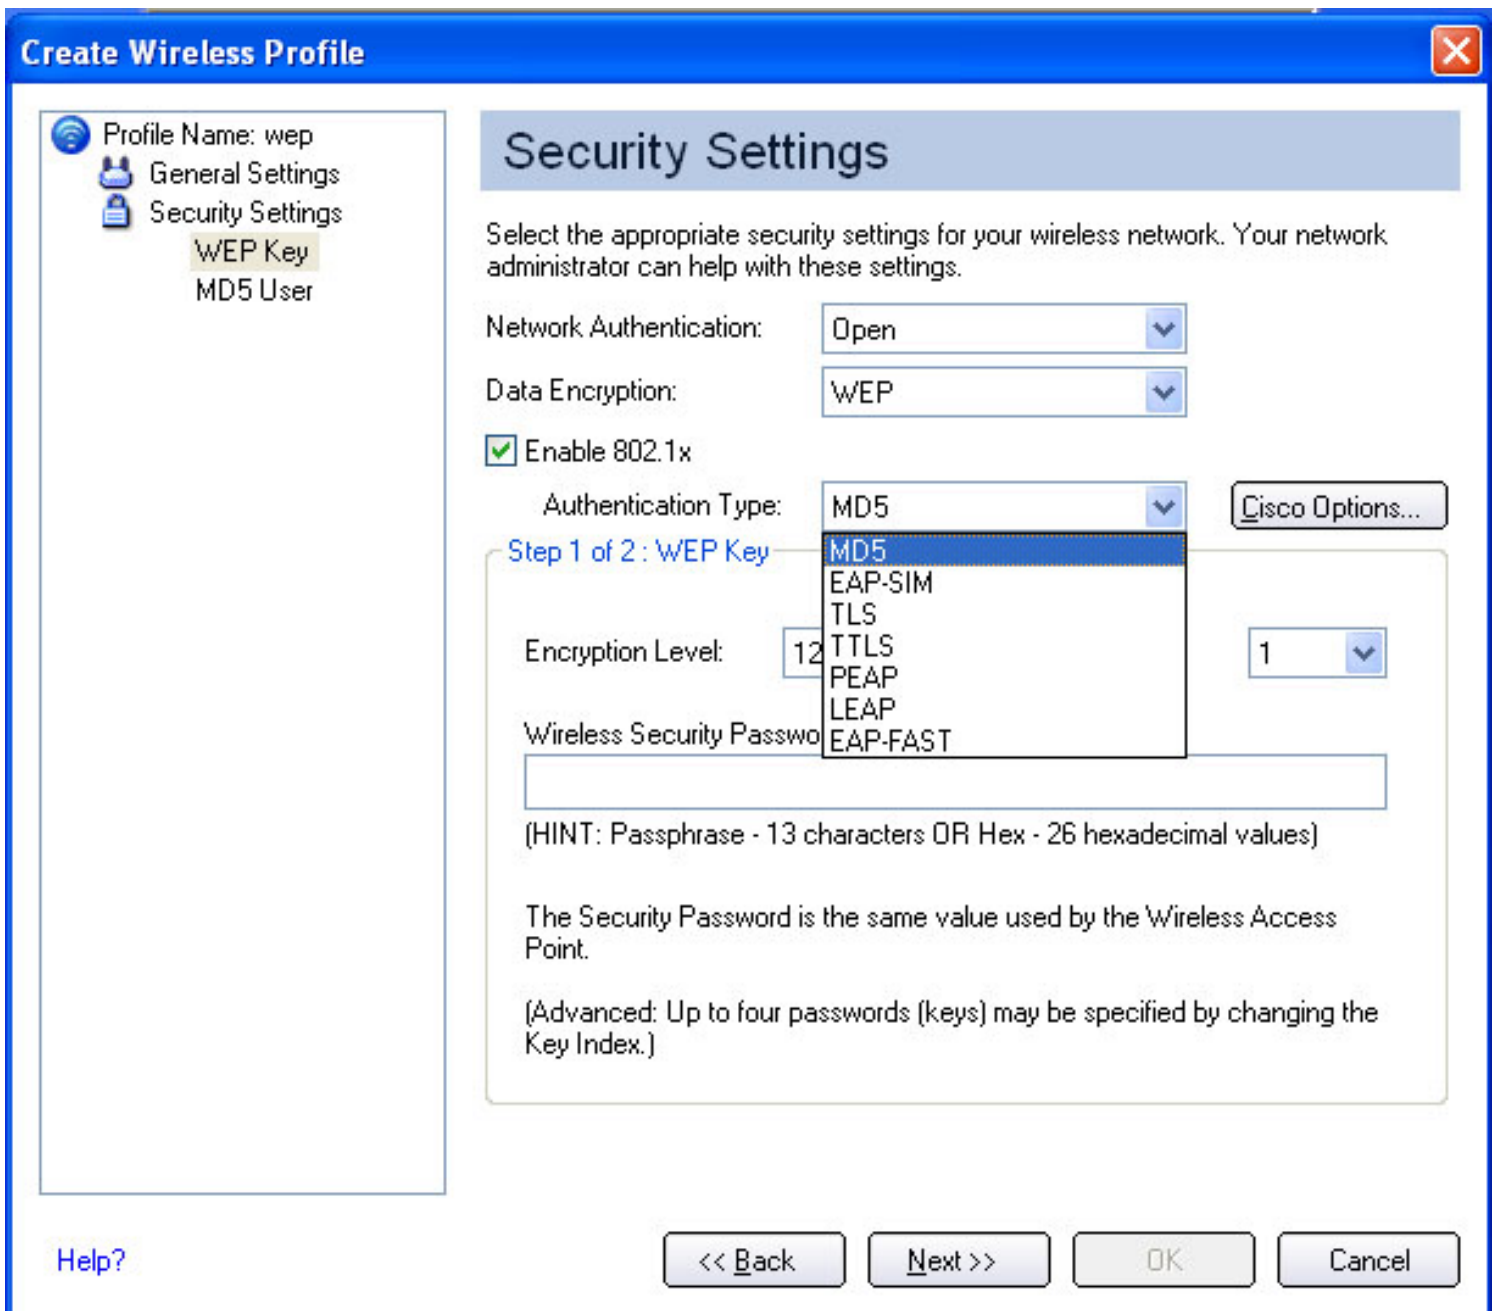 Create Wireless Profile
Profile Name: wep
General Settings
Security Settings
WEP Key
MD5 User
Security Settings
Select the appropriate security settings for your wireless network. Your network
administrator can help with these settings.
Network Authentication:
Open
Data Encryption:
WEP
Enable 802.1x
Authentication Type:
MD5
Cisco Options...
MD5
EAP-SIM
TLS
TTLS
PEAP
LEAP
EAP-FAST
Step 1 of 2 : WEP Key
Encryption Level:
12
1
Wireless Security
(HINT: Passphrase - 13 characters OR Hex - 26 hexadecimal values)
The Security Password is the same value used by the Wireless Access
Point.
(Advanced: Up to four passwords (keys) may be specified by changing the
Key Index.)
Help?
<< Back
Next >>
OK
Cancel